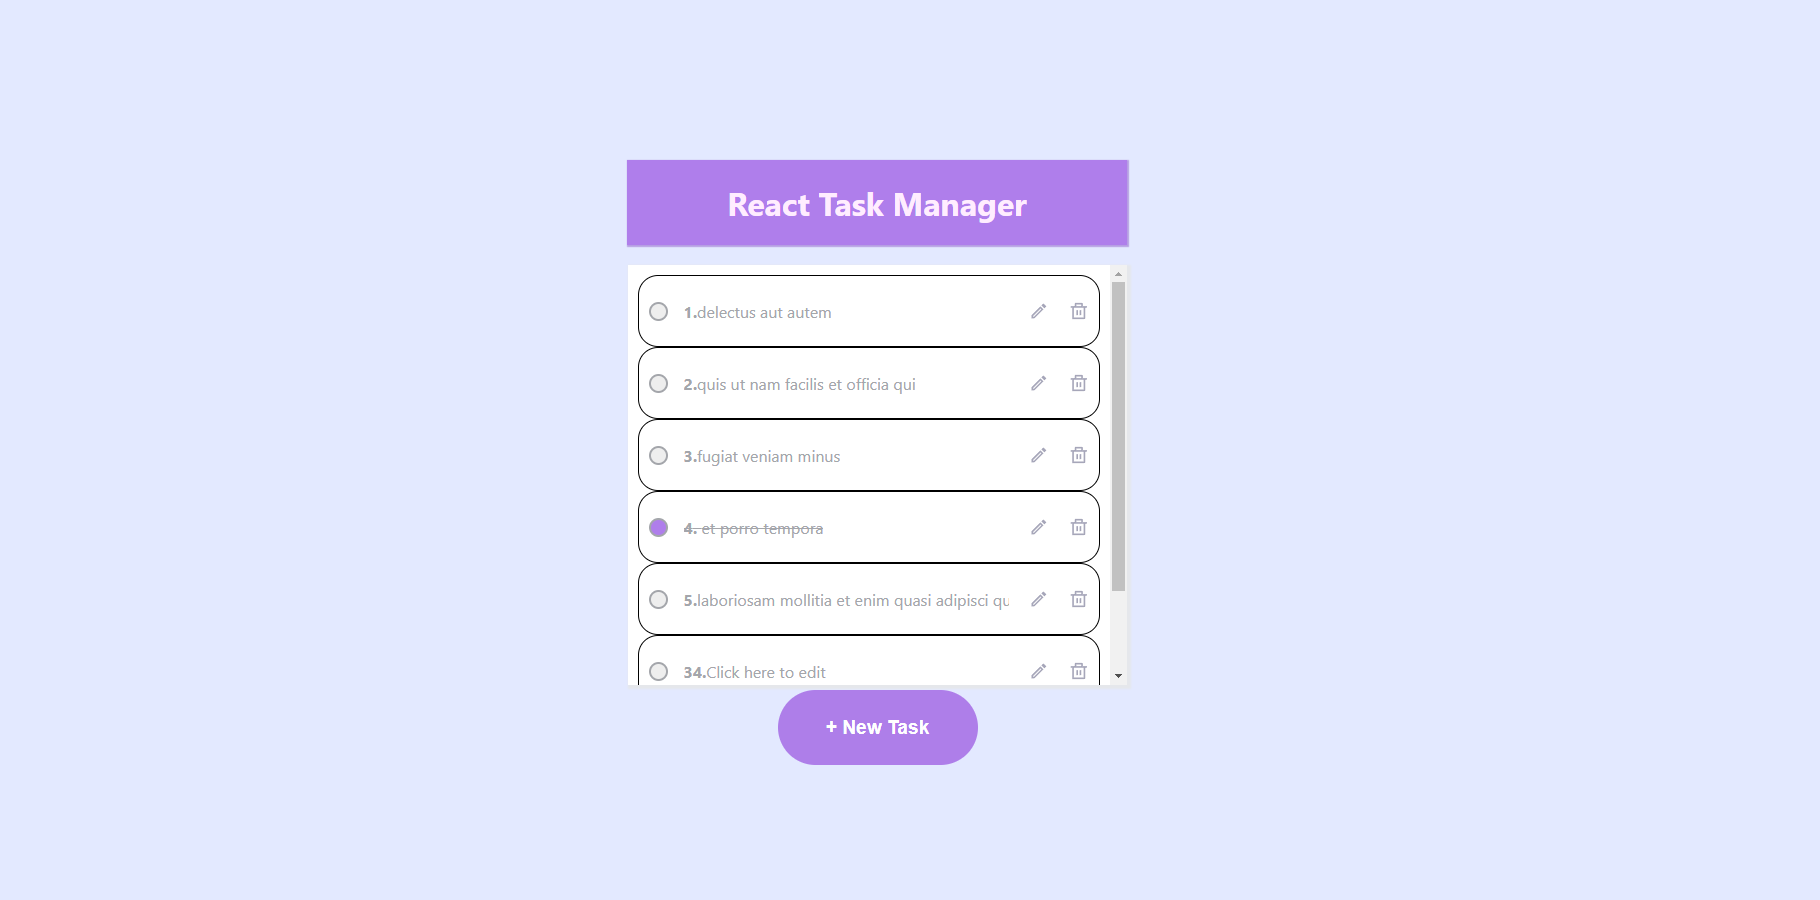 React Task Manager
1.delectus aut autem
2.quis ut nam facilis et officia qui
3.fugiat veniam minus
4. et porro tempora
5.laboriosam mollitia et enim quasi adipisci qu
34.Click here to edit
+ New Task